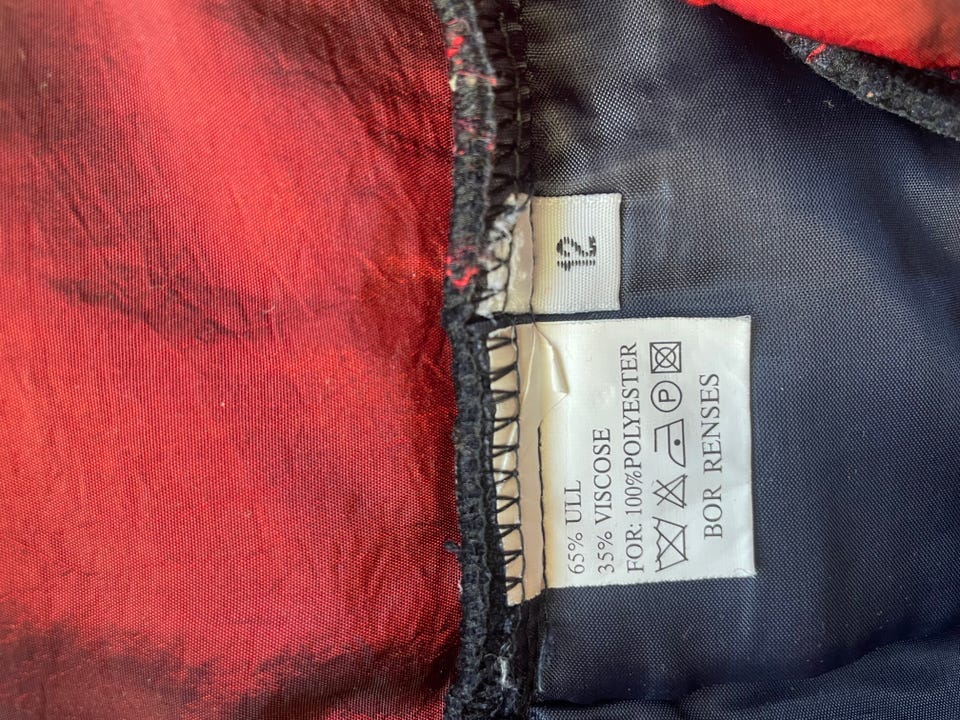 12
65% ULL
35% VISCOSE
FOR: 100%POLYESTER
P
BOR RENSES